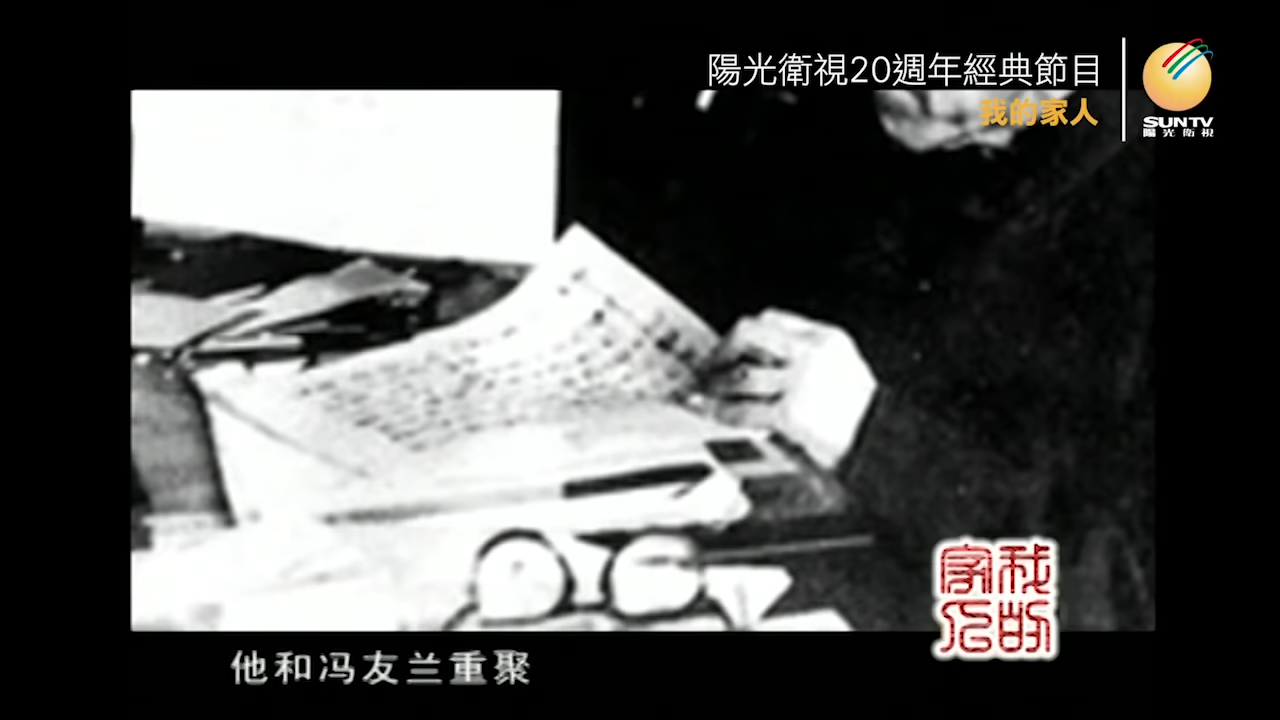 陽光衛視20週年經典節目
我的家人
SUNTV
陽光衛視
我的
家人
他和冯友兰重聚